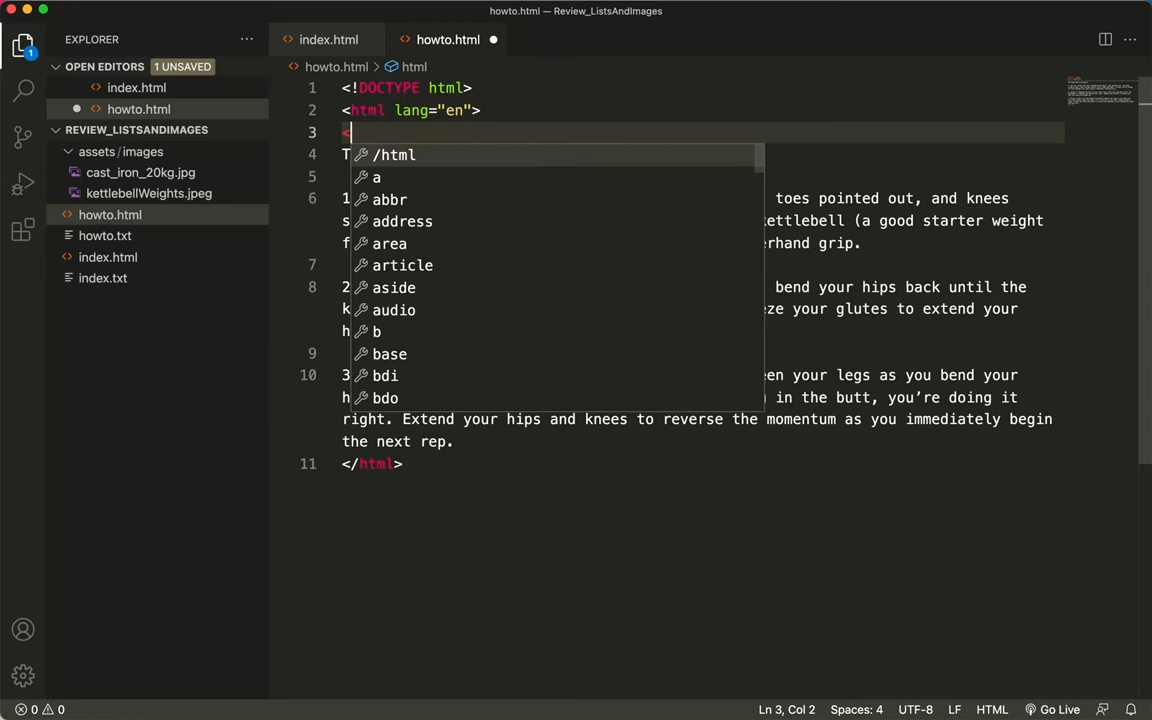 howto.html — Review_ListsAndImages
EXPLORER
index.html
howto.html
OPEN EDITORS 1 UNSAVED
howto.html > html
index.html
howto.html
REVIEW_LISTSANDIMAGES
assets/images
cast_iron_20kg.jpg
kettlebellWeights.jpeg
howto.html
howto.txt
index.html
index.txt
1 <!DOCTYPE html>
2 <html lang="en">
3 <
4 T
5
6 1 toes pointed out, and knees
s kettlebell (a good starter weight
f erhand grip.
7
8 2 bend your hips back until the
k ze your glutes to extend your
h
9
10 3 en your legs as you bend your
h in the butt, you’re doing it
right. Extend your hips and knees to reverse the momentum as you immediately begin
the next rep.
11 </html>
/html
a
abbr
address
area
article
aside
audio
b
base
bdi
bdo
1
0 0
Ln 3, Col 2 Spaces: 4 UTF-8 LF HTML Go Live